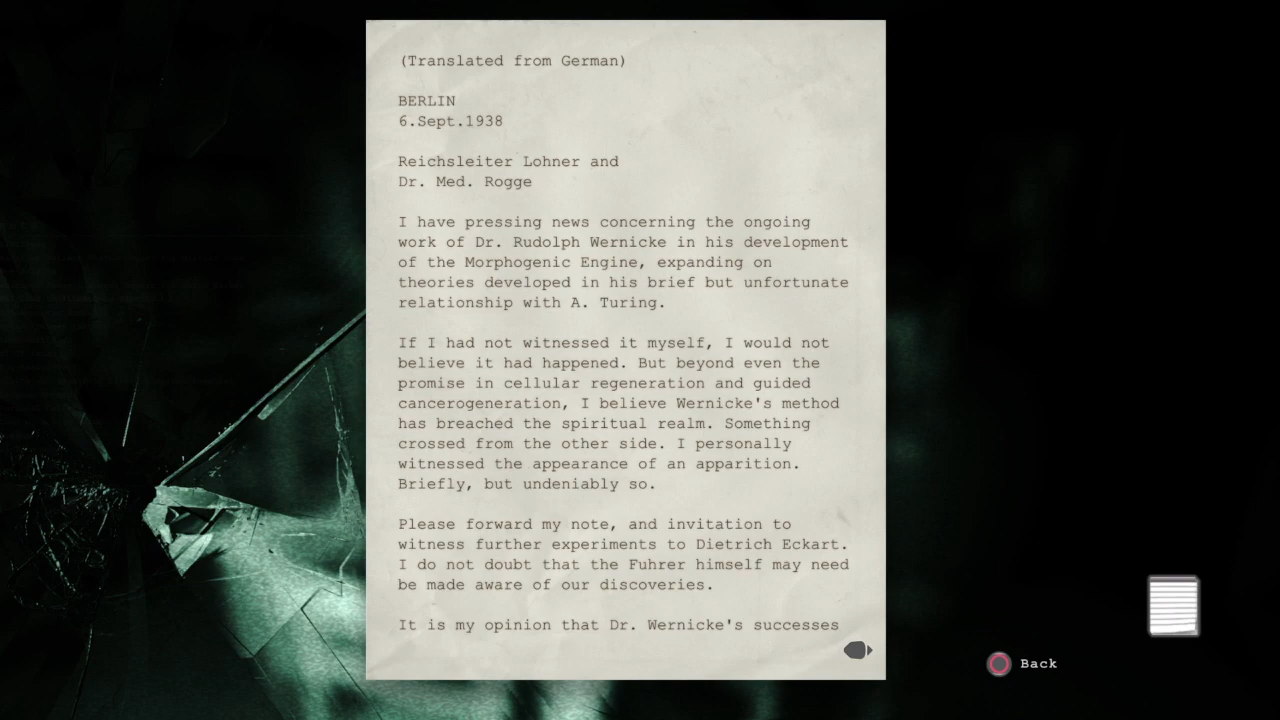 (Translated from German)
BERLIN
6.Sept.1938
Reichsleiter Lohner and
Dr. Med. Rogge
I have pressing news concerning the ongoing
work of Dr. Rudolph Wernicke in his development
of the Morphogenic Engine, expanding on
theories developed in his brief but unfortunate
relationship with A. Turing.
If I had not witnessed it myself, I would not
believe it had happened. But beyond even the
promise in cellular regeneration and guided
cancerogeneration, I believe Wernicke's method
has breached the spiritual realm. Something
crossed from the other side. I personally
witnessed the appearance of an apparition.
Briefly, but undeniably so.
Please forward my note, and invitation to
witness further experiments to Dietrich Eckart.
I do not doubt that the Fuhrer himself may need
be made aware of our discoveries.
It is my opinion that Dr. Wernicke's successes
Back